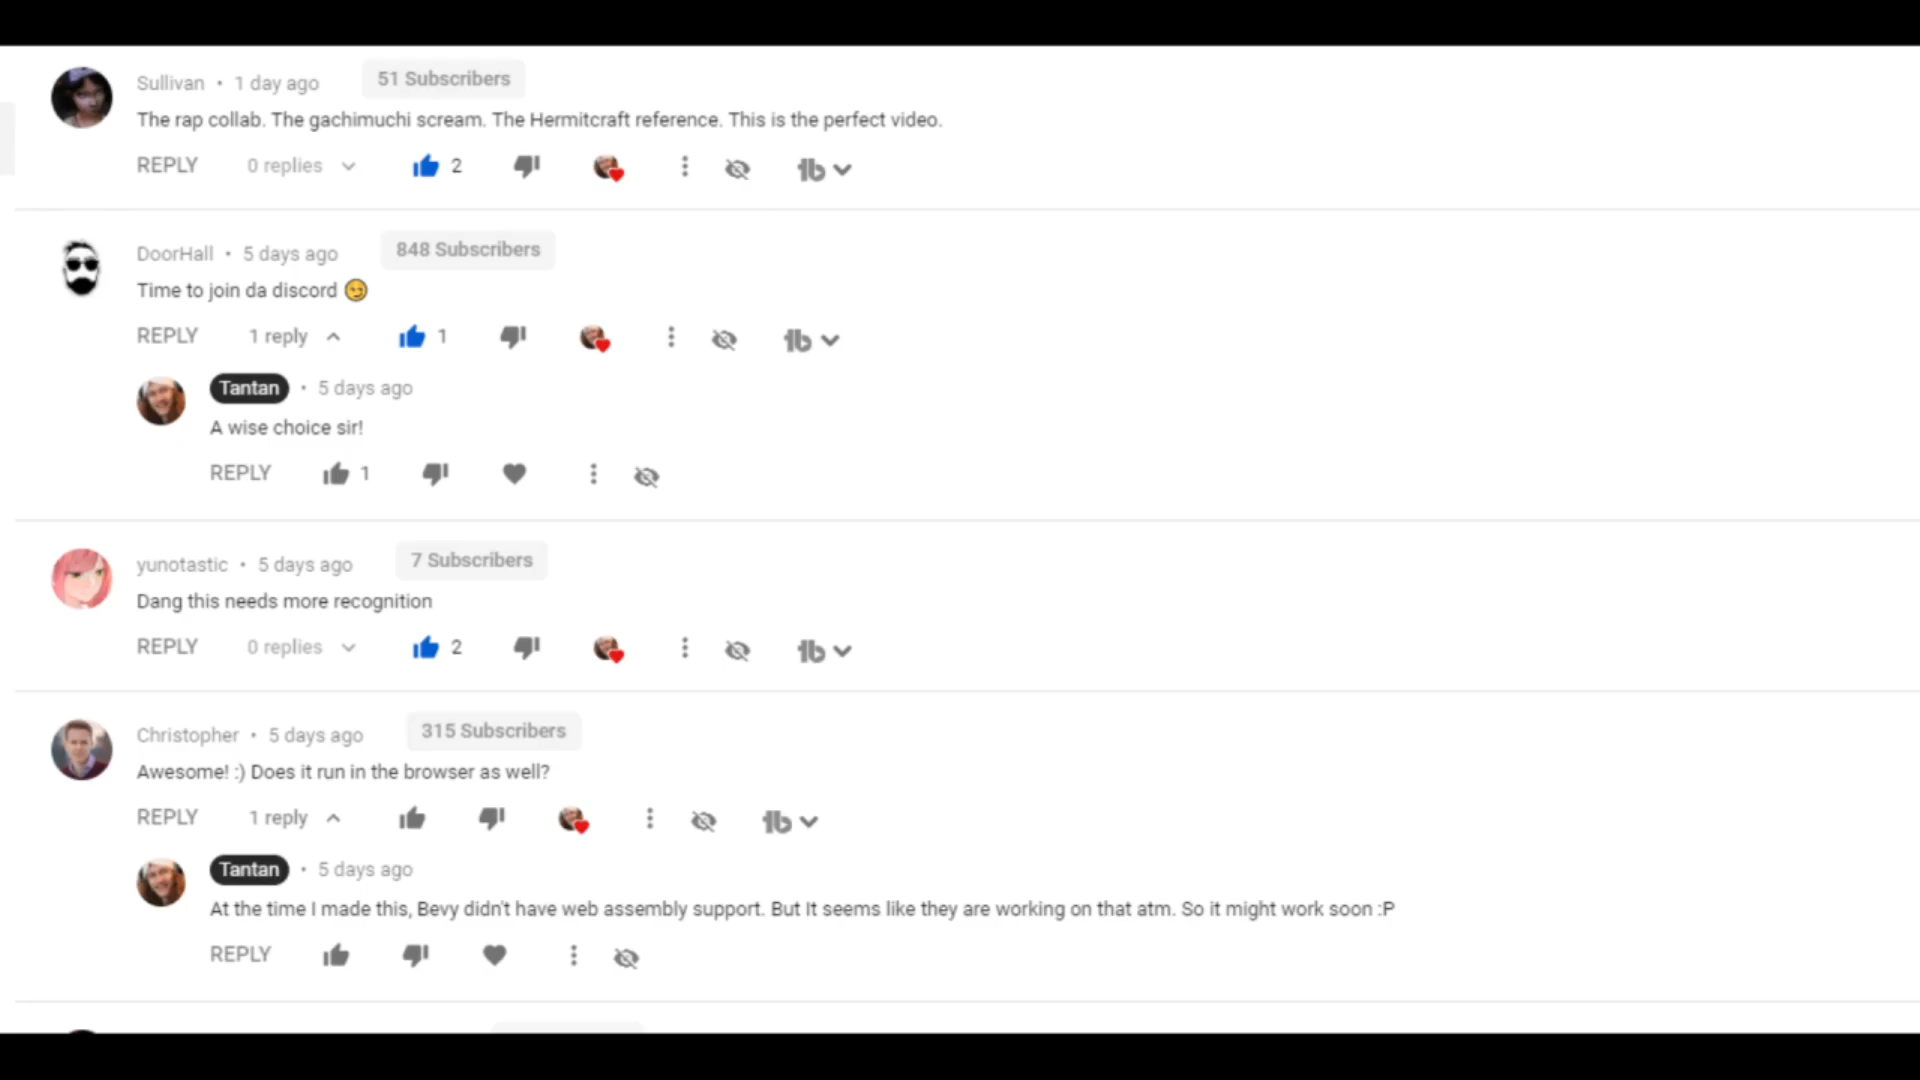 Sullivan • 1 day ago 51 Subscribers
The rap collab. The gachimuchi scream. The Hermitcraft reference. This is the perfect video.
REPLY 0 replies 2
DoorHall • 5 days ago 848 Subscribers
Time to join da discord 😏
REPLY 1 reply 1
Tantan • 5 days ago
A wise choice sir!
REPLY 1
yunotastic • 5 days ago 7 Subscribers
Dang this needs more recognition
REPLY 0 replies 2
Christopher • 5 days ago 315 Subscribers
Awesome! :) Does it run in the browser as well?
REPLY 1 reply
Tantan • 5 days ago
At the time I made this, Bevy didn't have web assembly support. But It seems like they are working on that atm. So it might work soon :P
REPLY